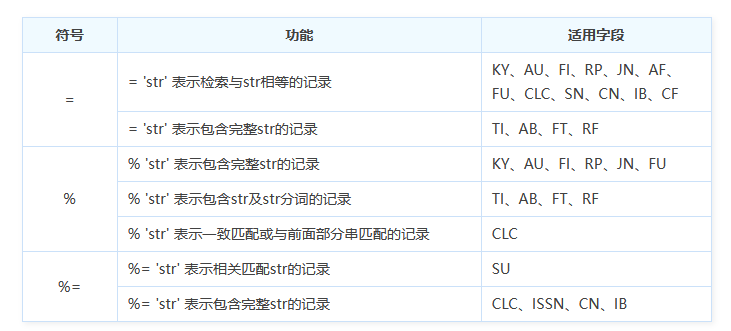 符号 功能 适用字段
= = 'str' 表示检索与str相等的记录 KY、AU、FI、RP、JN、AF、
FU、CLC、SN、CN、IB、CF
= 'str' 表示包含完整str的记录 TI、AB、FT、RF
% % 'str' 表示包含完整str的记录 KY、AU、FI、RP、JN、FU
% 'str' 表示包含str及str分词的记录 TI、AB、FT、RF
% 'str' 表示一致匹配或与前面部分串匹配的记录 CLC
%= %= 'str' 表示相关匹配str的记录 SU
%= 'str' 表示包含完整str的记录 CLC、ISSN、CN、IB